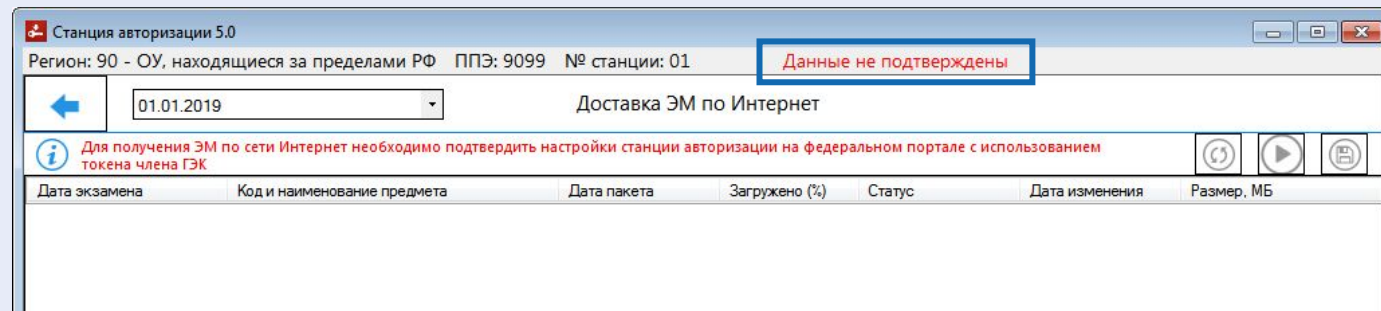 Станция авторизации 5.0
Регион: 90 - ОУ, находящиеся за пределами РФ ППЭ: 9099 № станции: 01 Данные не подтверждены
01.01.2019 Доставка ЭМ по Интернет
Для получения ЭМ по сети Интернет необходимо подтвердить настройки станции авторизации на федеральном портале с использованием
токена члена ГЭК
Дата экзамена Код и наименование предмета Дата пакета Загружено (%) Статус Дата изменения Размер, МБ